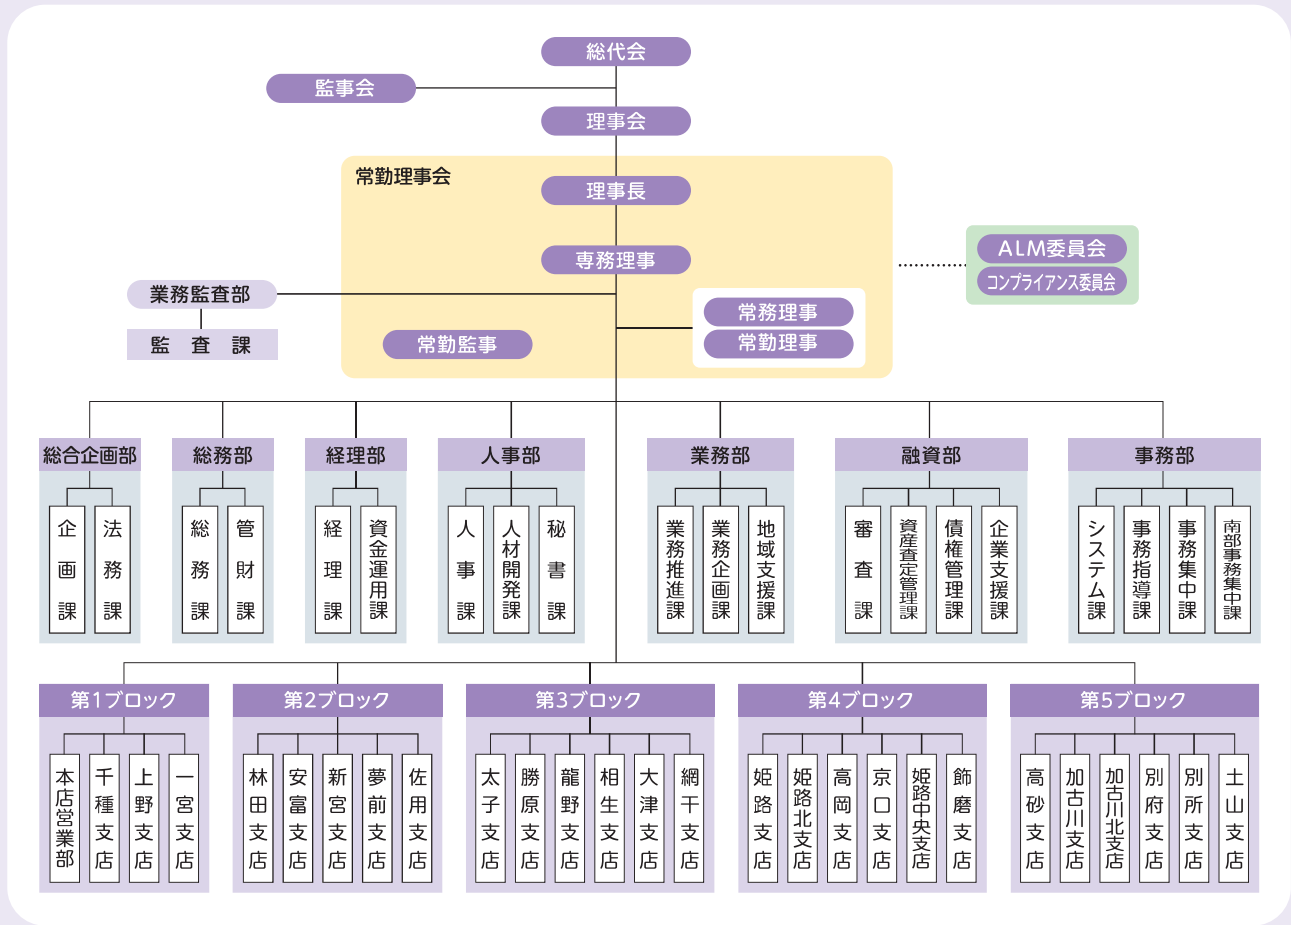 総代会
監事会
理事会
常勤理事会
理事長
専務理事
ALM委員会
コンプライアンス委員会
業務監査部
監査課
常務理事
常勤理事
常勤監事
総合企画部
総務部
経理部
人事部
業務部
融資部
事務部
企画課
法務課
総務課
管財課
経理課
資金運用課
人事課
人材開発課
秘書課
業務推進課
業務企画課
地域支援課
審査課
資産査定管理課
債権管理課
企業支援課
システム課
事務指導課
事務集中課
南部事務集中課
第1ブロック
第2ブロック
第3ブロック
第4ブロック
第5ブロック
本店営業部
千種支店
上野支店
一宮支店
林田支店
安富支店
新宮支店
夢前支店
佐用支店
太子支店
勝原支店
龍野支店
相生支店
大津支店
網干支店
姫路支店
姫路北支店
高岡支店
京口支店
姫路中央支店
飾磨支店
高砂支店
加古川支店
加古川北支店
別府支店
別所支店
土山支店